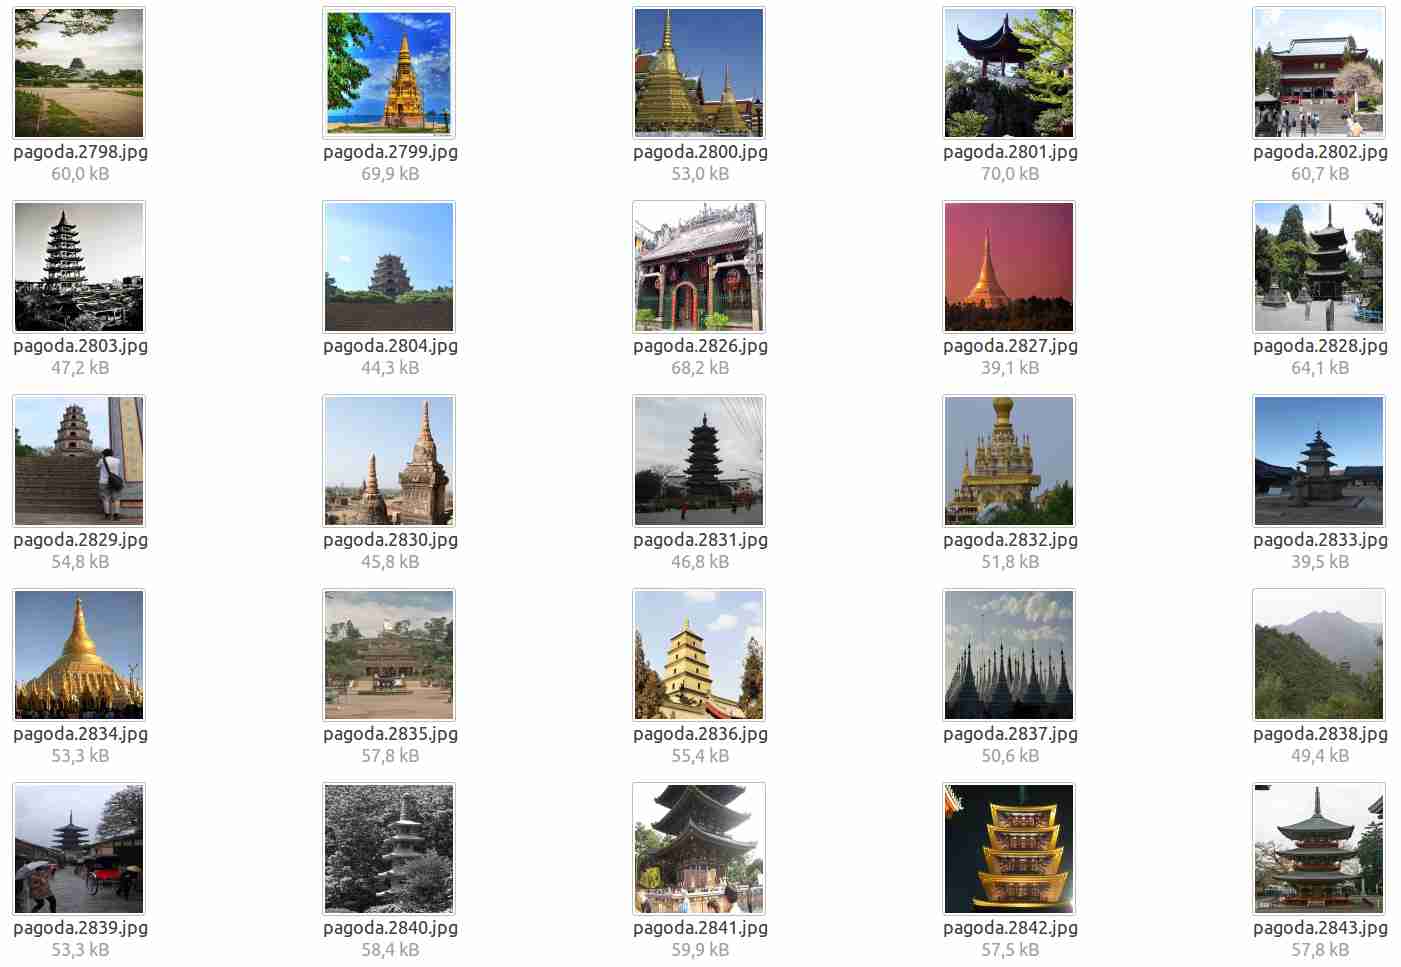 pagoda.2798.jpg pagoda.2799.jpg pagoda.2800.jpg pagoda.2801.jpg pagoda.2802.jpg
60,0 kB 69,9 kB 53,0 kB 70,0 kB 60,7 kB
pagoda.2803.jpg pagoda.2804.jpg pagoda.2826.jpg pagoda.2827.jpg pagoda.2828.jpg
47,2 kB 44,3 kB 68,2 kB 39,1 kB 64,1 kB
pagoda.2829.jpg pagoda.2830.jpg pagoda.2831.jpg pagoda.2832.jpg pagoda.2833.jpg
54,8 kB 45,8 kB 46,8 kB 51,8 kB 39,5 kB
pagoda.2834.jpg pagoda.2835.jpg pagoda.2836.jpg pagoda.2837.jpg pagoda.2838.jpg
53,3 kB 57,8 kB 55,4 kB 50,6 kB 49,4 kB
pagoda.2839.jpg pagoda.2840.jpg pagoda.2841.jpg pagoda.2842.jpg pagoda.2843.jpg
53,3 kB 58,4 kB 59,9 kB 57,5 kB 57,8 kB